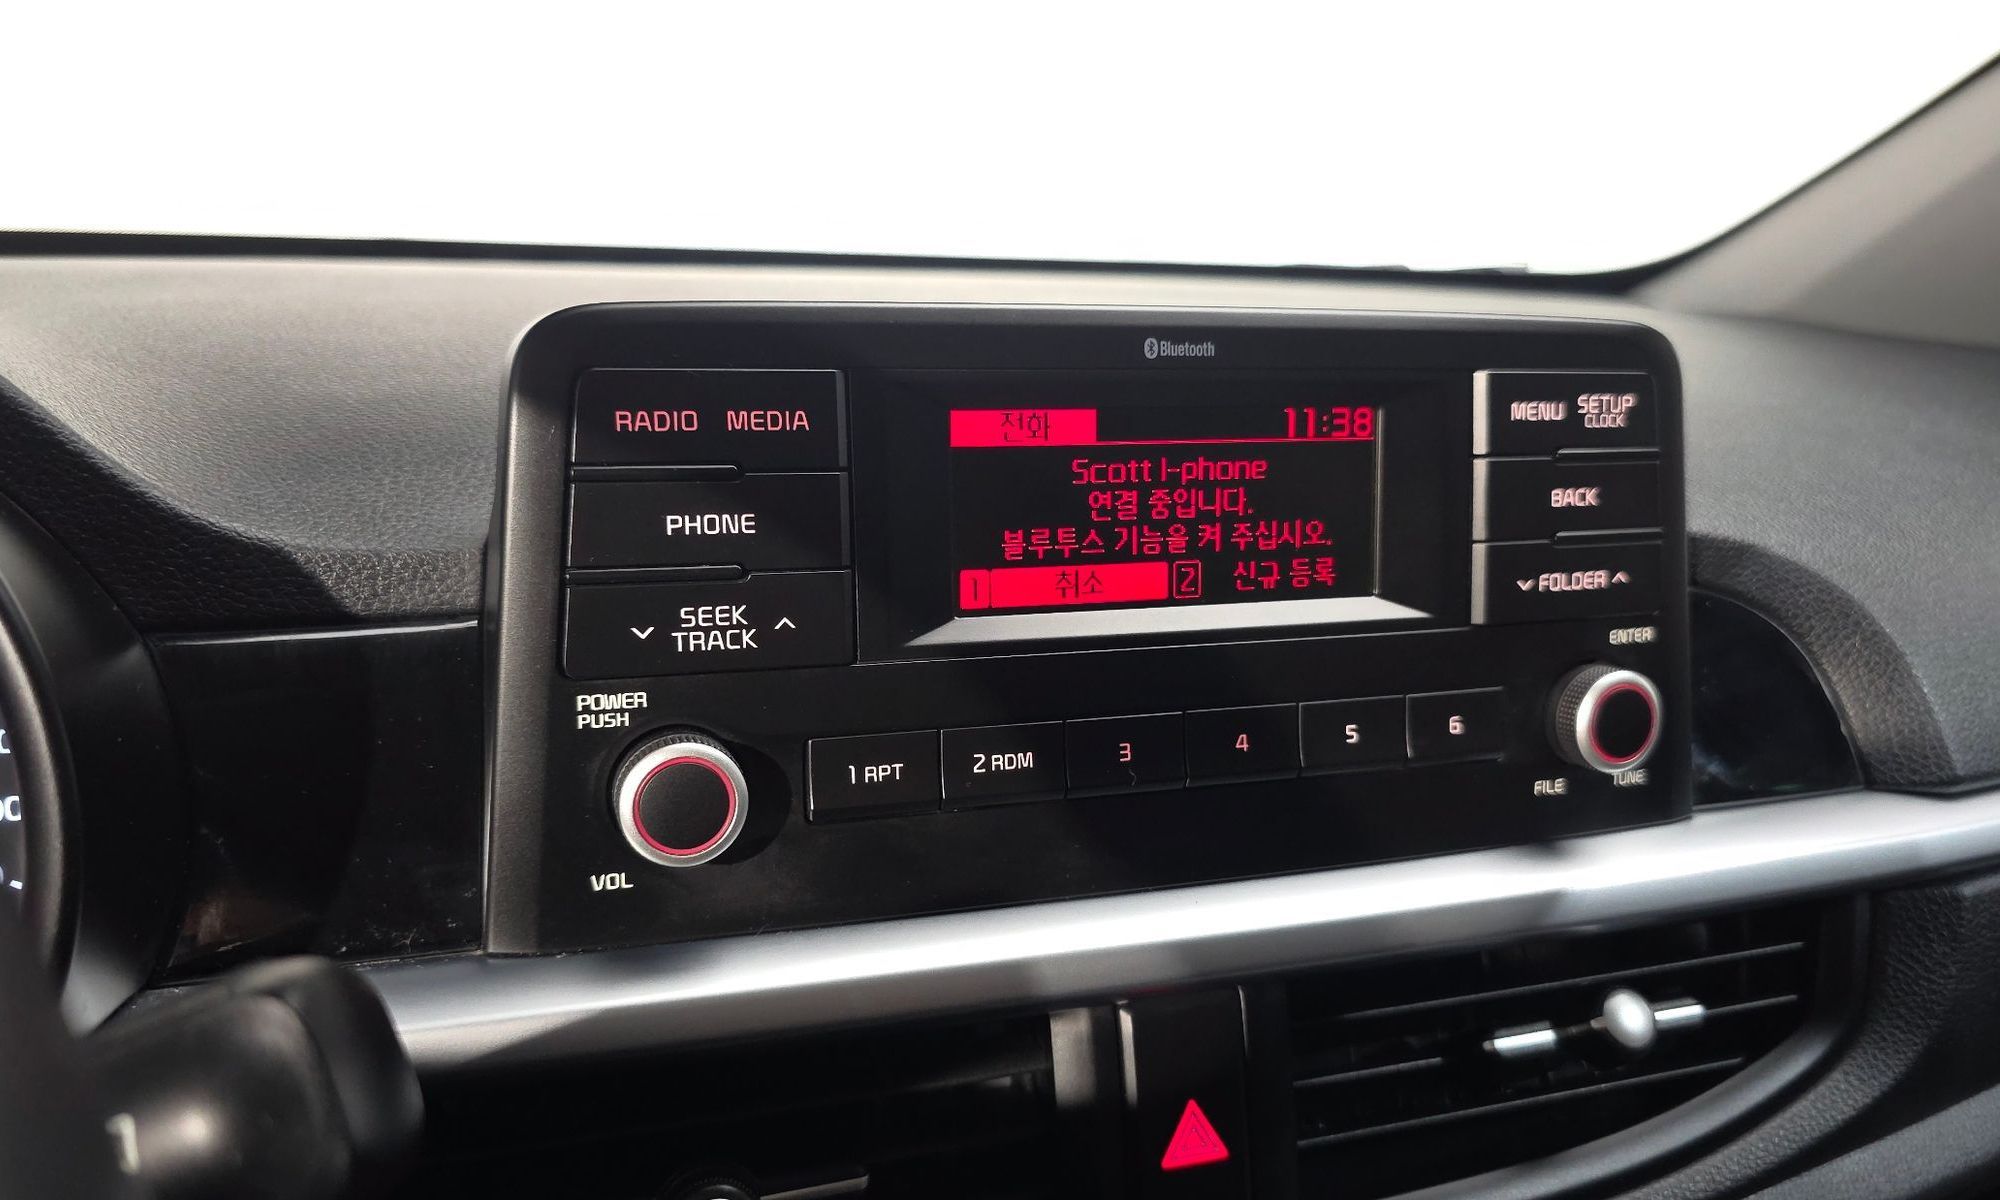 Bluetooth
RADIO MEDIA
PHONE
SEEK
TRACK
POWER
PUSH
VOL
전화 11:38
Scott I-phone
연결 중입니다.
블루투스 기능을 켜 주십시오.
1 취소 2 신규 등록
MENU SETUP
CLOCK
BACK
FOLDER
ENTER
FILE TUNE
1 RPT 2 RDM 3 4 5 6